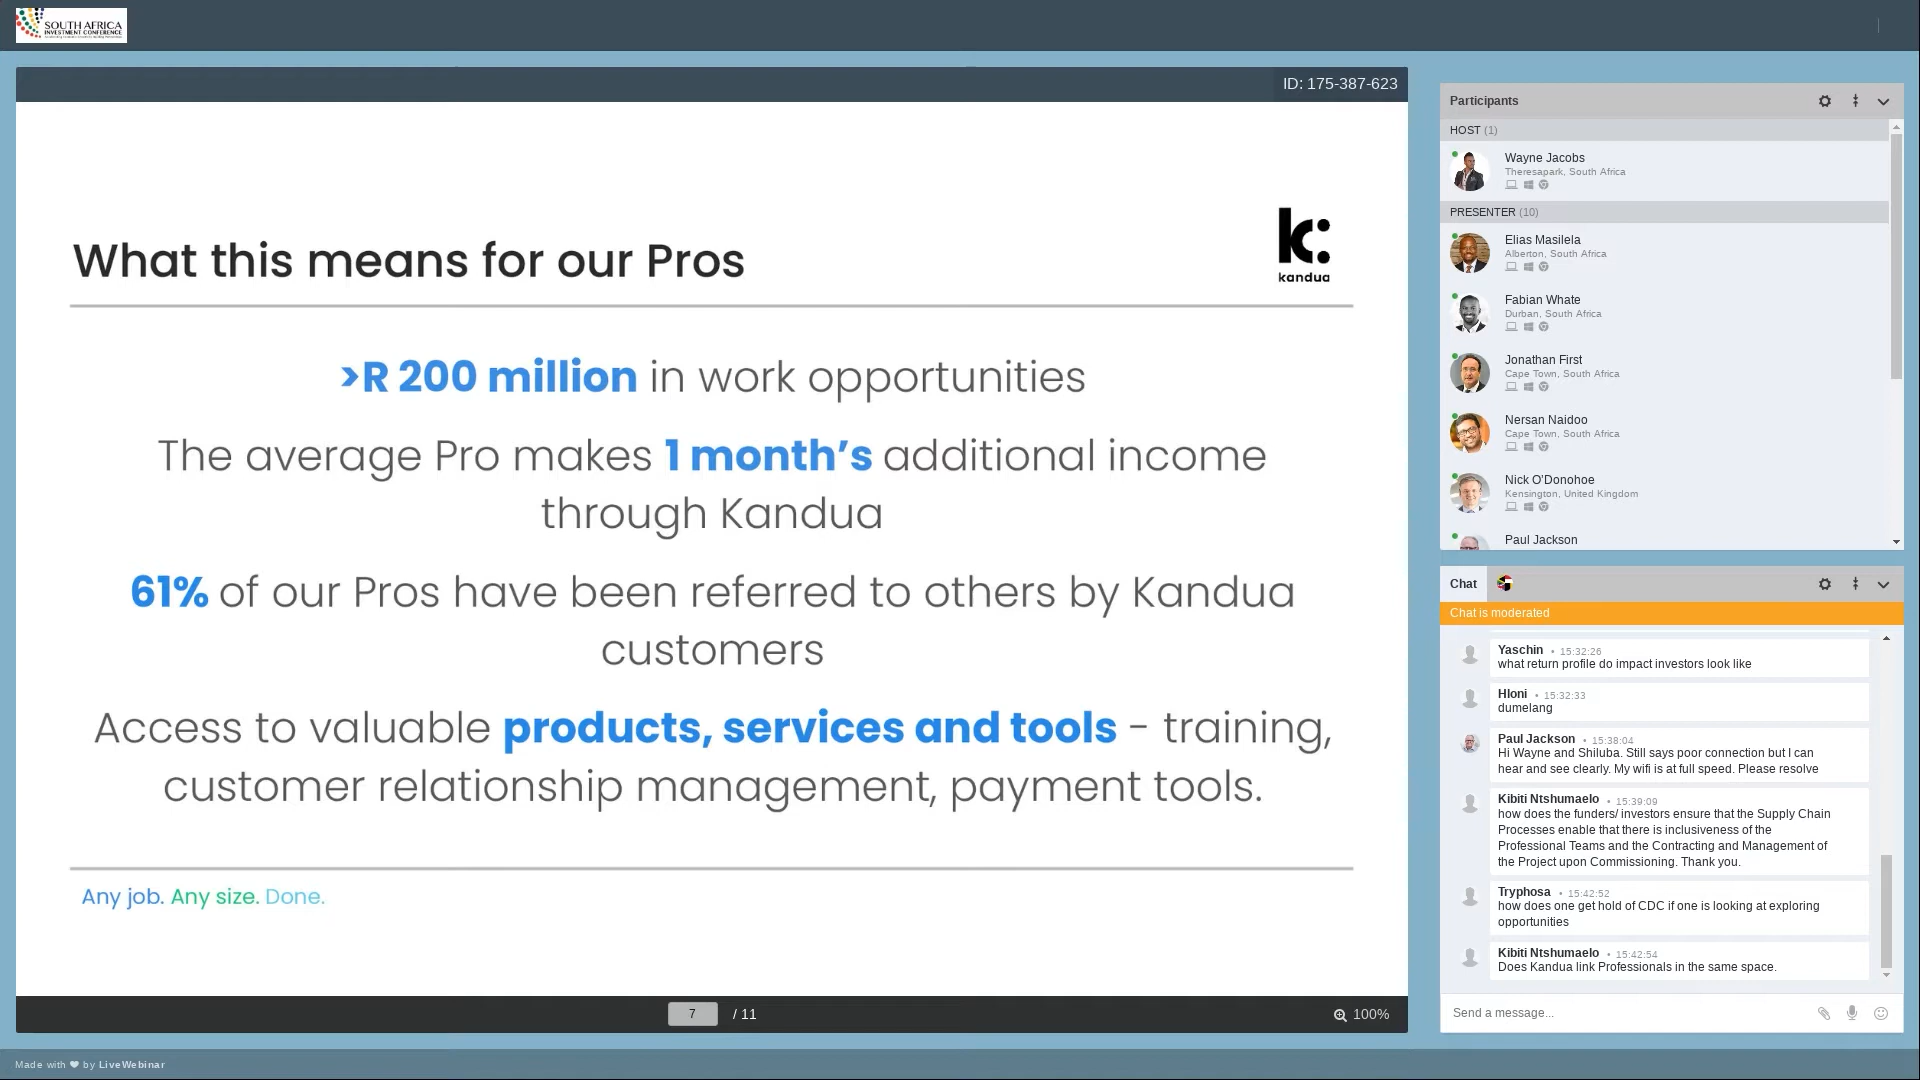 SOUTH AFRICA
INVESTMENT CONFERENCE
ID: 175-387-623
What this means for our Pros
k:
kandua
>R 200 million in work opportunities
The average Pro makes 1 month’s additional income
through Kandua
61% of our Pros have been referred to others by Kandua
customers
Access to valuable products, services and tools - training,
customer relationship management, payment tools.
Any job. Any size. Done.
7 / 11
100%
Participants
HOST (1)
Wayne Jacobs
Theresapark, South Africa
PRESENTER (10)
Elias Masilela
Alberton, South Africa
Fabian Whate
Durban, South Africa
Jonathan First
Cape Town, South Africa
Nersan Naidoo
Cape Town, South Africa
Nick O'Donohoe
Kensington, United Kingdom
Paul Jackson
Chat
Chat is moderated
Yaschin • 15:32:26
what return profile do impact investors look like
Hloni • 15:32:33
dumelang
Paul Jackson • 15:38:04
Hi Wayne and Shiluba. Still says poor connection but I can
hear and see clearly. My wifi is at full speed. Please resolve
Kibiti Ntshumaelo • 15:39:09
how does the funders/ investors ensure that the Supply Chain
Processes enable that there is inclusiveness of the
Professional Teams and the Contracting and Management of
the Project upon Commissioning. Thank you.
Tryphosa • 15:42:52
how does one get hold of CDC if one is looking at exploring
opportunities
Kibiti Ntshumaelo • 15:42:54
Does Kandua link Professionals in the same space.
Send a message...
Made with ❤ by LiveWebinar